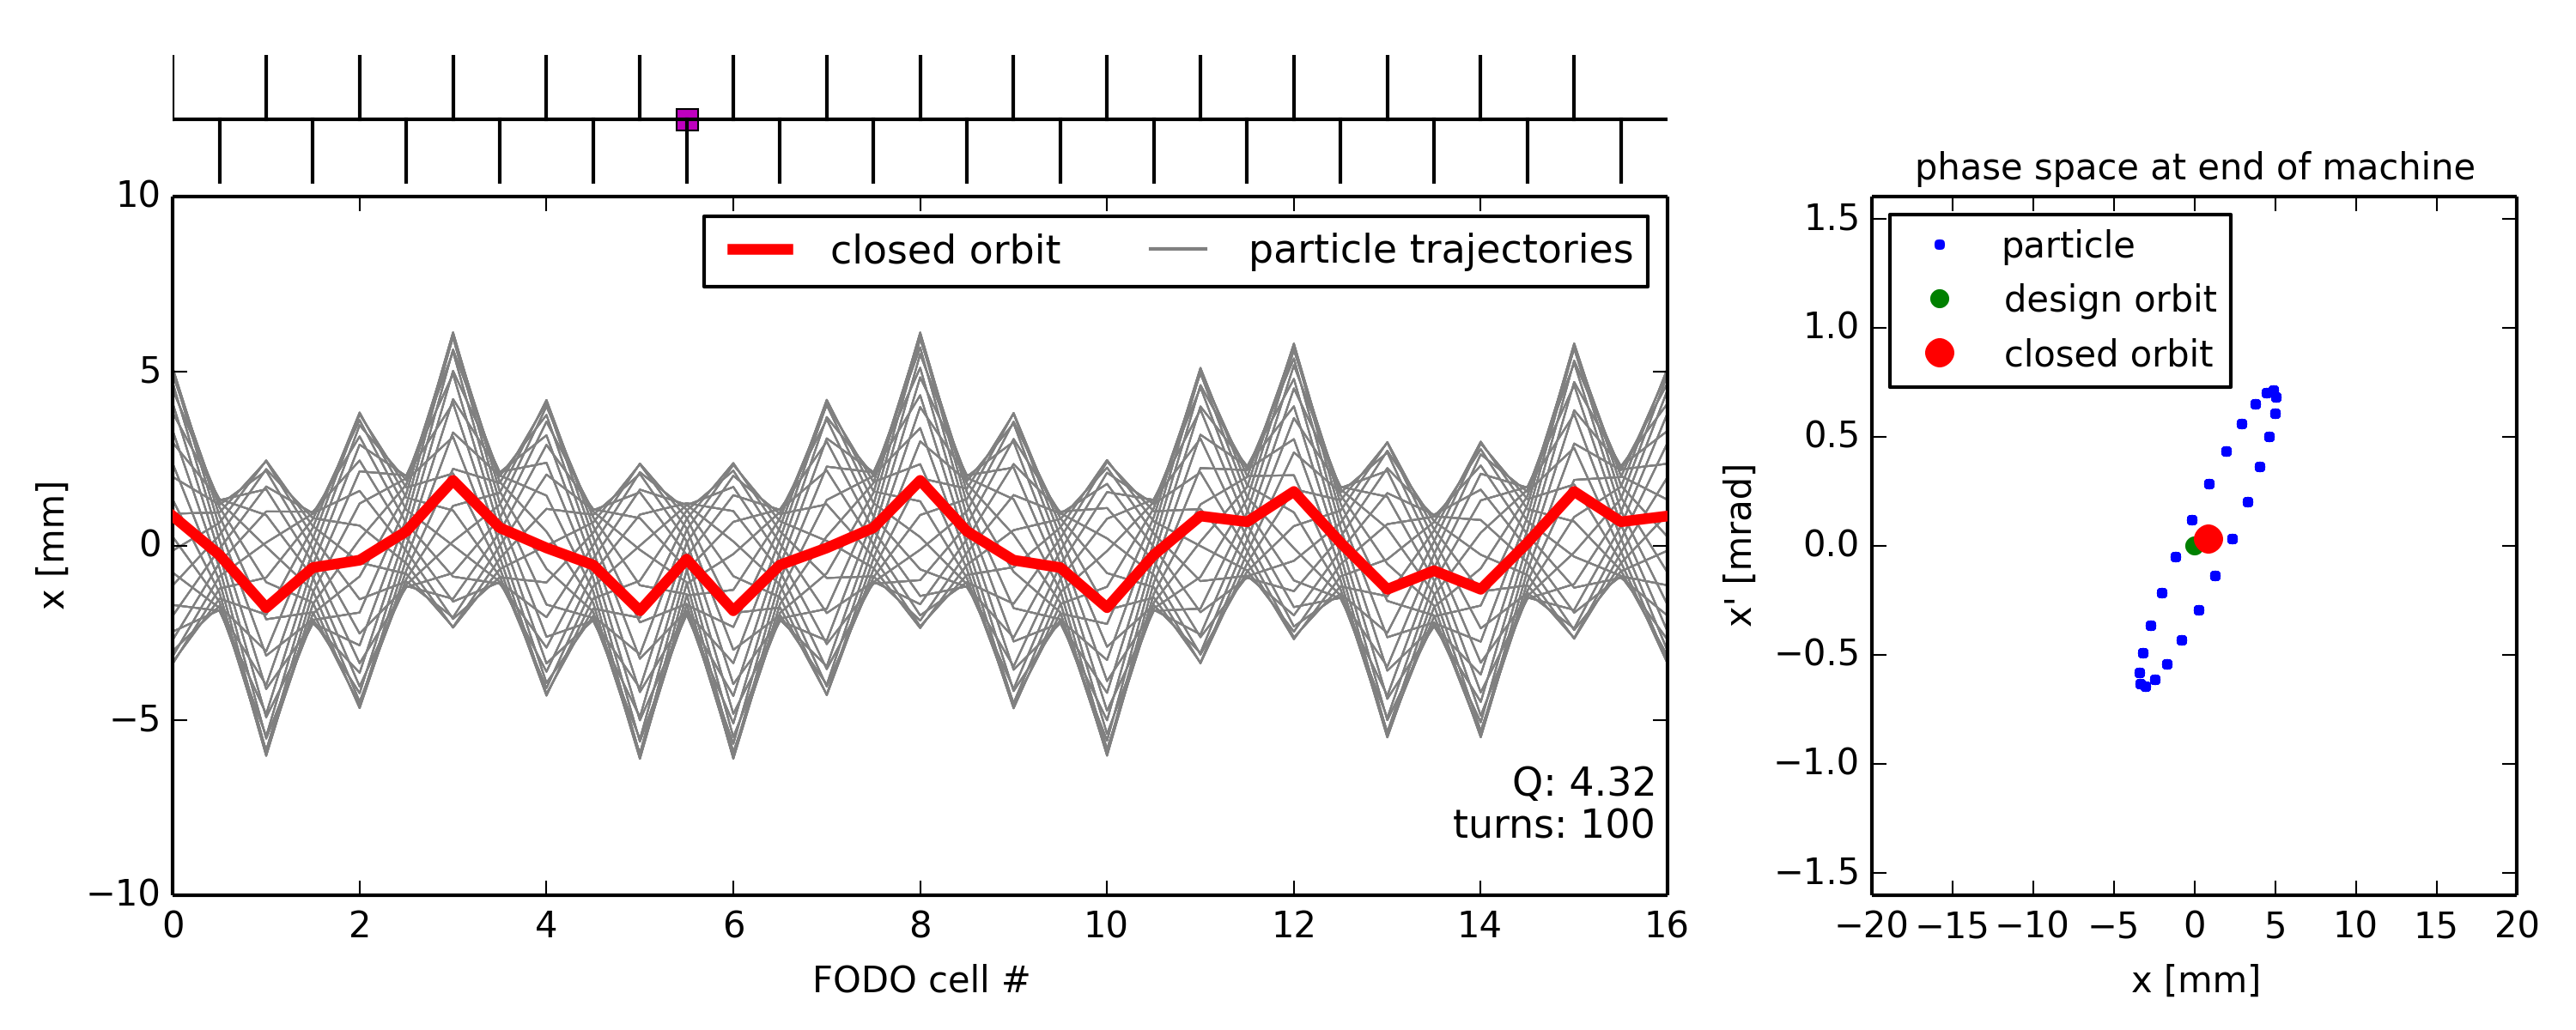 10
5
0
−5
−10
x [mm]
closed orbit
particle trajectories
Q: 4.32
turns: 100
0 2 4 6 8 10 12 14 16
FODO cell #
phase space at end of machine
particle
design orbit
closed orbit
1.5
1.0
0.5
0.0
−0.5
−1.0
−1.5
x' [mrad]
−20 −15 −10 −5 0 5 10 15 20
x [mm]